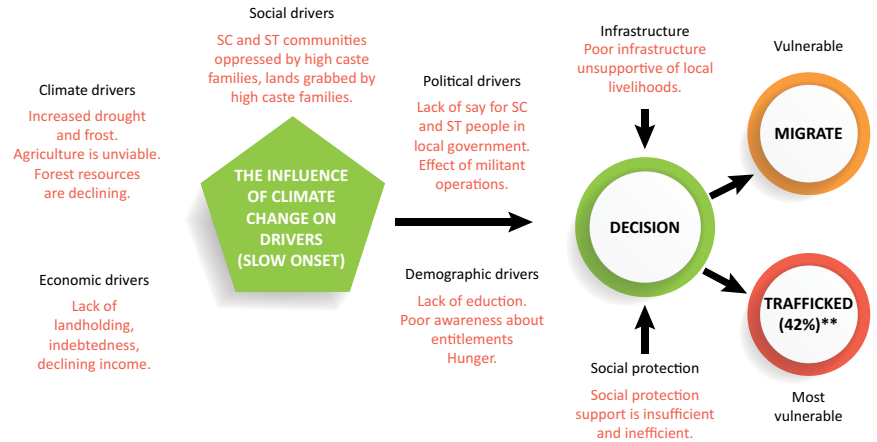 Social drivers
SC and ST communities
oppressed by high caste
families, lands grabbed by
high caste families.
Climate drivers
Increased drought
and frost.
Agriculture is unviable.
Forest resources
are declining.
THE INFLUENCE
OF CLIMATE
CHANGE ON
DRIVERS
(SLOW ONSET)
Economic drivers
Lack of
landholding,
indebtedness,
declining income.
Political drivers
Lack of say for SC
and ST people in
local government.
Effect of militant
operations.
Demographic drivers
Lack of eduction.
Poor awareness about
entitlements
Hunger.
Infrastructure
Poor infrastructure
unsupportive of local
livelihoods.
DECISION
Social protection
Social protection
support is insufficient
and inefficient.
Vulnerable
MIGRATE
TRAFFICKED
(42%)**
Most
vulnerable